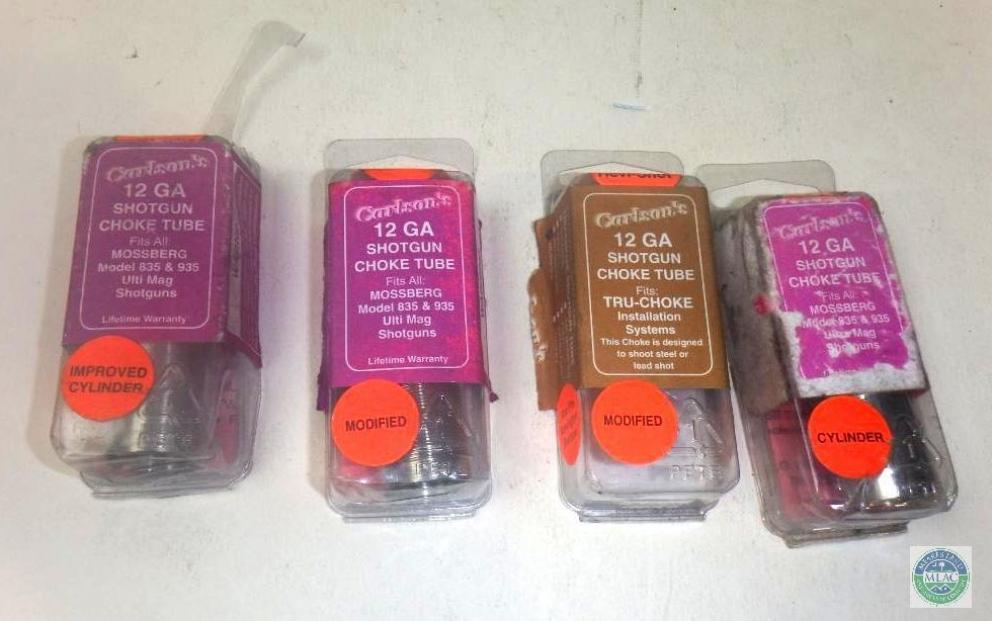 Carlson's
12 GA
SHOTGUN
CHOKE TUBE
Fits All:
MOSSBERG
Model 835 & 935
Ulti Mag
Shotguns
Lifetime Warranty
IMPROVED
CYLINDER
Carlson's
12 GA
SHOTGUN
CHOKE TUBE
Fits All:
MOSSBERG
Model 835 & 935
Ulti Mag
Shotguns
Lifetime Warranty
MODIFIED
PETE
Hevi-Shot
Carlson's
12 GA
SHOTGUN
CHOKE TUBE
Fits:
TRU-CHOKE
Installation
Systems
This Choke is designed
to shoot steel or
lead shot
MODIFIED
PETE
Carlson's
12 GA
SHOTGUN
CHOKE TUBE
Fits All:
MOSSBERG
Model 835 & 935
Ulti Mag
Shotguns
CYLINDER
MLAC